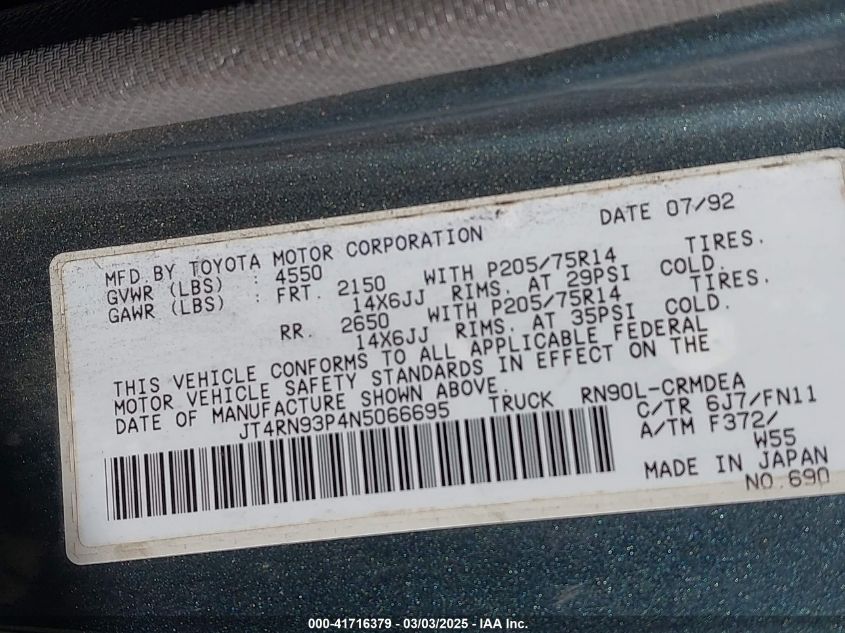 DATE 07/92
MFD BY TOYOTA MOTOR CORPORATION
GVWR (LBS) : 4550
GAWR (LBS) : FRT. 2150 WITH P205/75R14 TIRES.
14X6JJ RIMS. AT 29PSI COLD.
RR. 2650 WITH P205/75R14 TIRES.
14X6JJ RIMS. AT 35PSI COLD.
THIS VEHICLE CONFORMS TO ALL APPLICABLE FEDERAL
MOTOR VEHICLE SAFETY STANDARDS IN EFFECT ON THE
DATE OF MANUFACTURE SHOWN ABOVE.
JT4RN93P4N5066695 TRUCK RN90L-CRMDEA
C/TR 6J7/FN11
A/TM F372/
W55
MADE IN JAPAN
NO.690
000-41716379 - 03/03/2025 - IAA Inc.